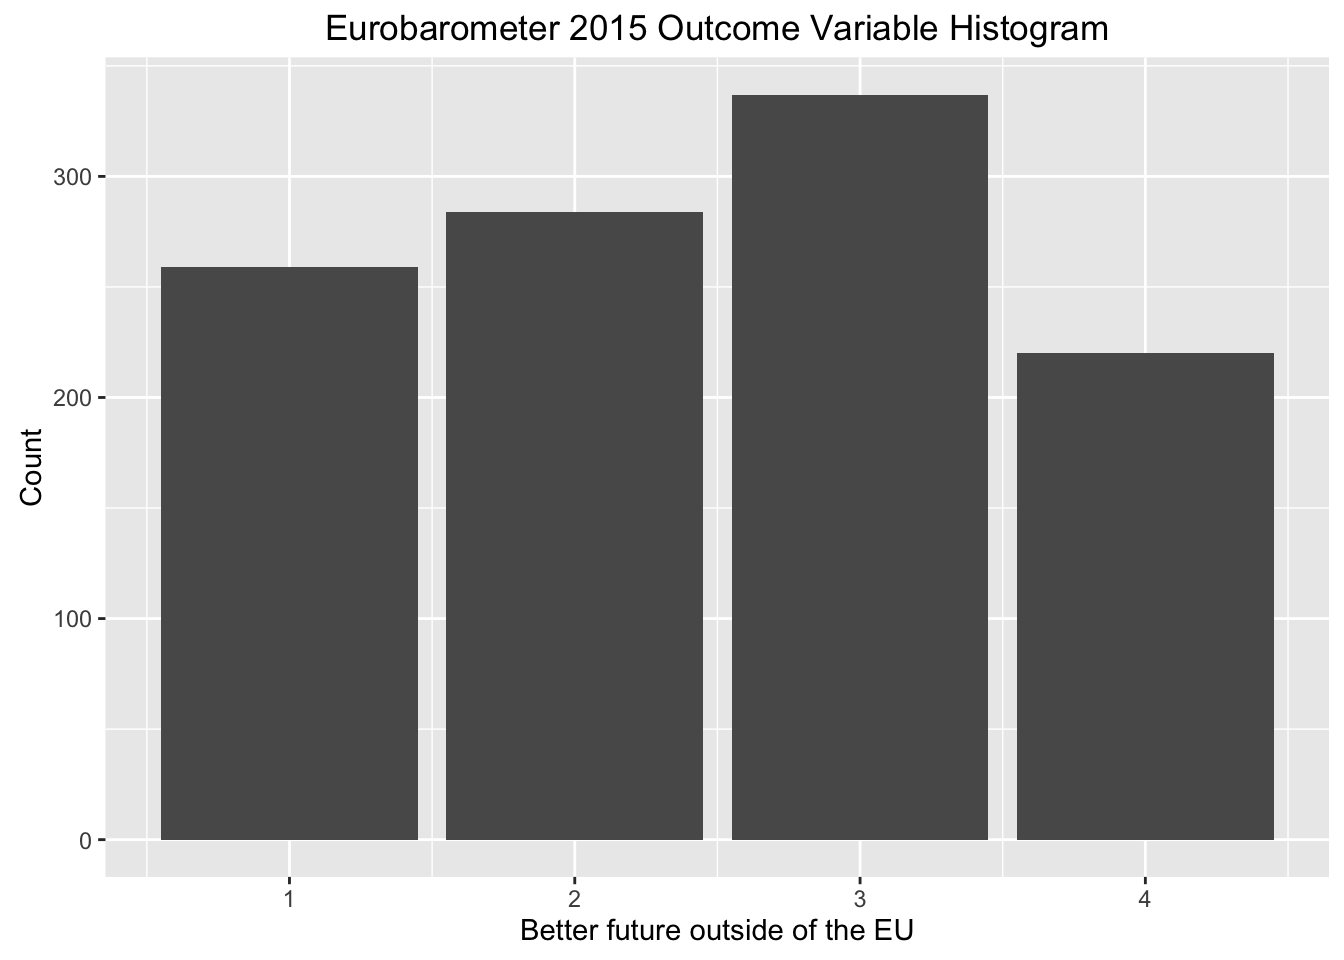 Eurobarometer 2015 Outcome Variable Histogram
300
200
100
0
Count
1 2 3 4
Better future outside of the EU